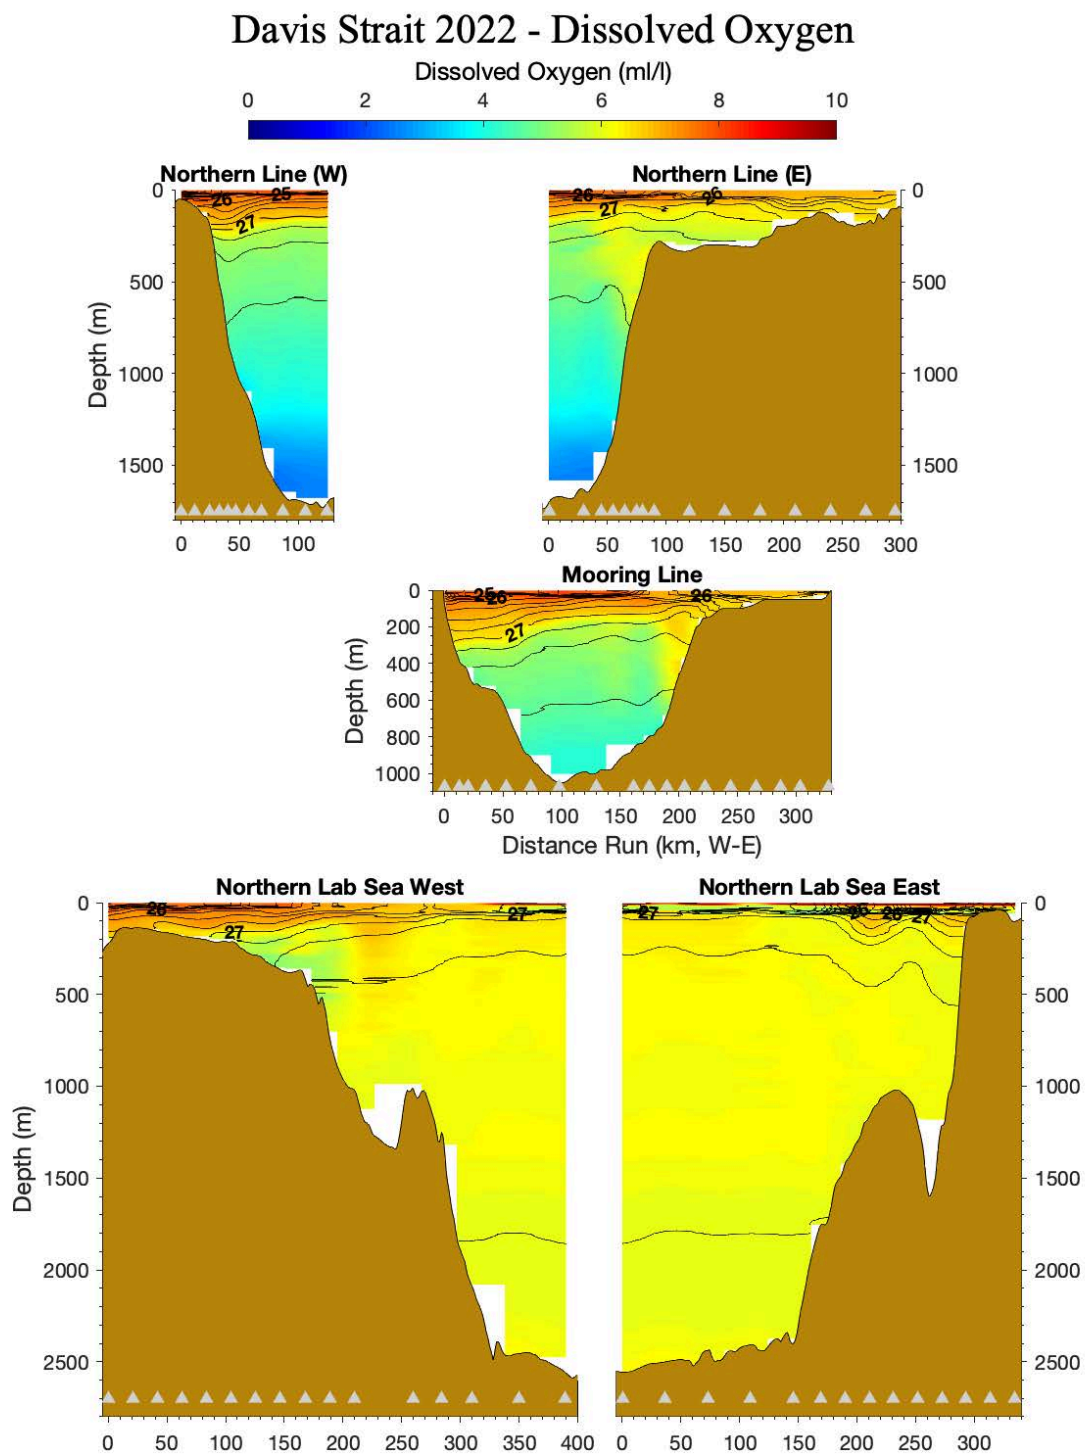 Davis Strait 2022 - Dissolved Oxygen
Dissolved Oxygen (ml/l)
0 2 4 6 8 10
Northern Line (W)
Northern Line (E)
0
500
1000
1500
Depth (m)
26 25
27
0 50 100
26 26
27
0
500
1000
1500
0 50 100 150 200 250 300
Mooring Line
0
200
400
600
800
1000
Depth (m)
25 26 26
27
0 50 100 150 200 250 300
Distance Run (km, W-E)
Northern Lab Sea West
Northern Lab Sea East
0
500
1000
1500
2000
2500
Depth (m)
26 27
27
0 50 100 150 200 250 300 350 400
27 26 26 27
0
500
1000
1500
2000
2500
0 50 100 150 200 250 300